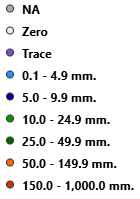 NA
Zero
Trace
0.1 - 4.9 mm.
5.0 - 9.9 mm.
10.0 - 24.9 mm.
25.0 - 49.9 mm.
50.0 - 149.9 mm.
150.0 - 1,000.0 mm.